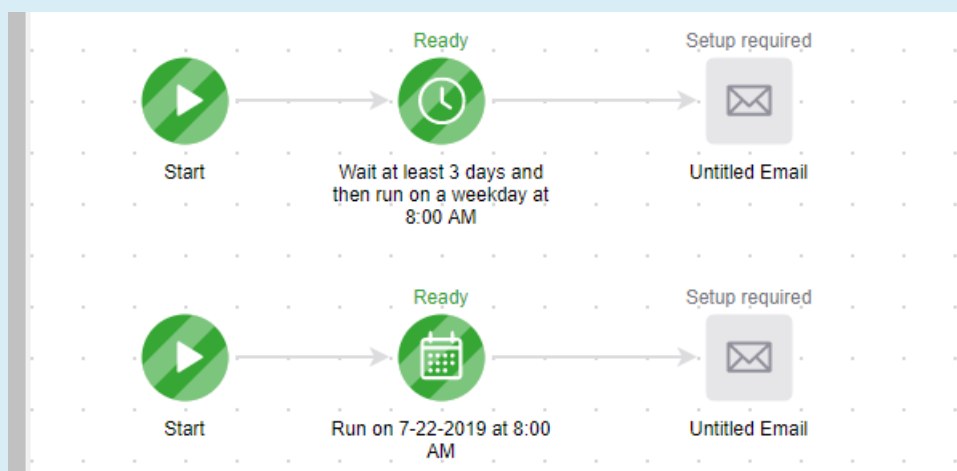 Ready
Setup required
Start
Wait at least 3 days and
then run on a weekday at
8:00 AM
Untitled Email
Ready
Setup required
Start
Run on 7-22-2019 at 8:00
AM
Untitled Email